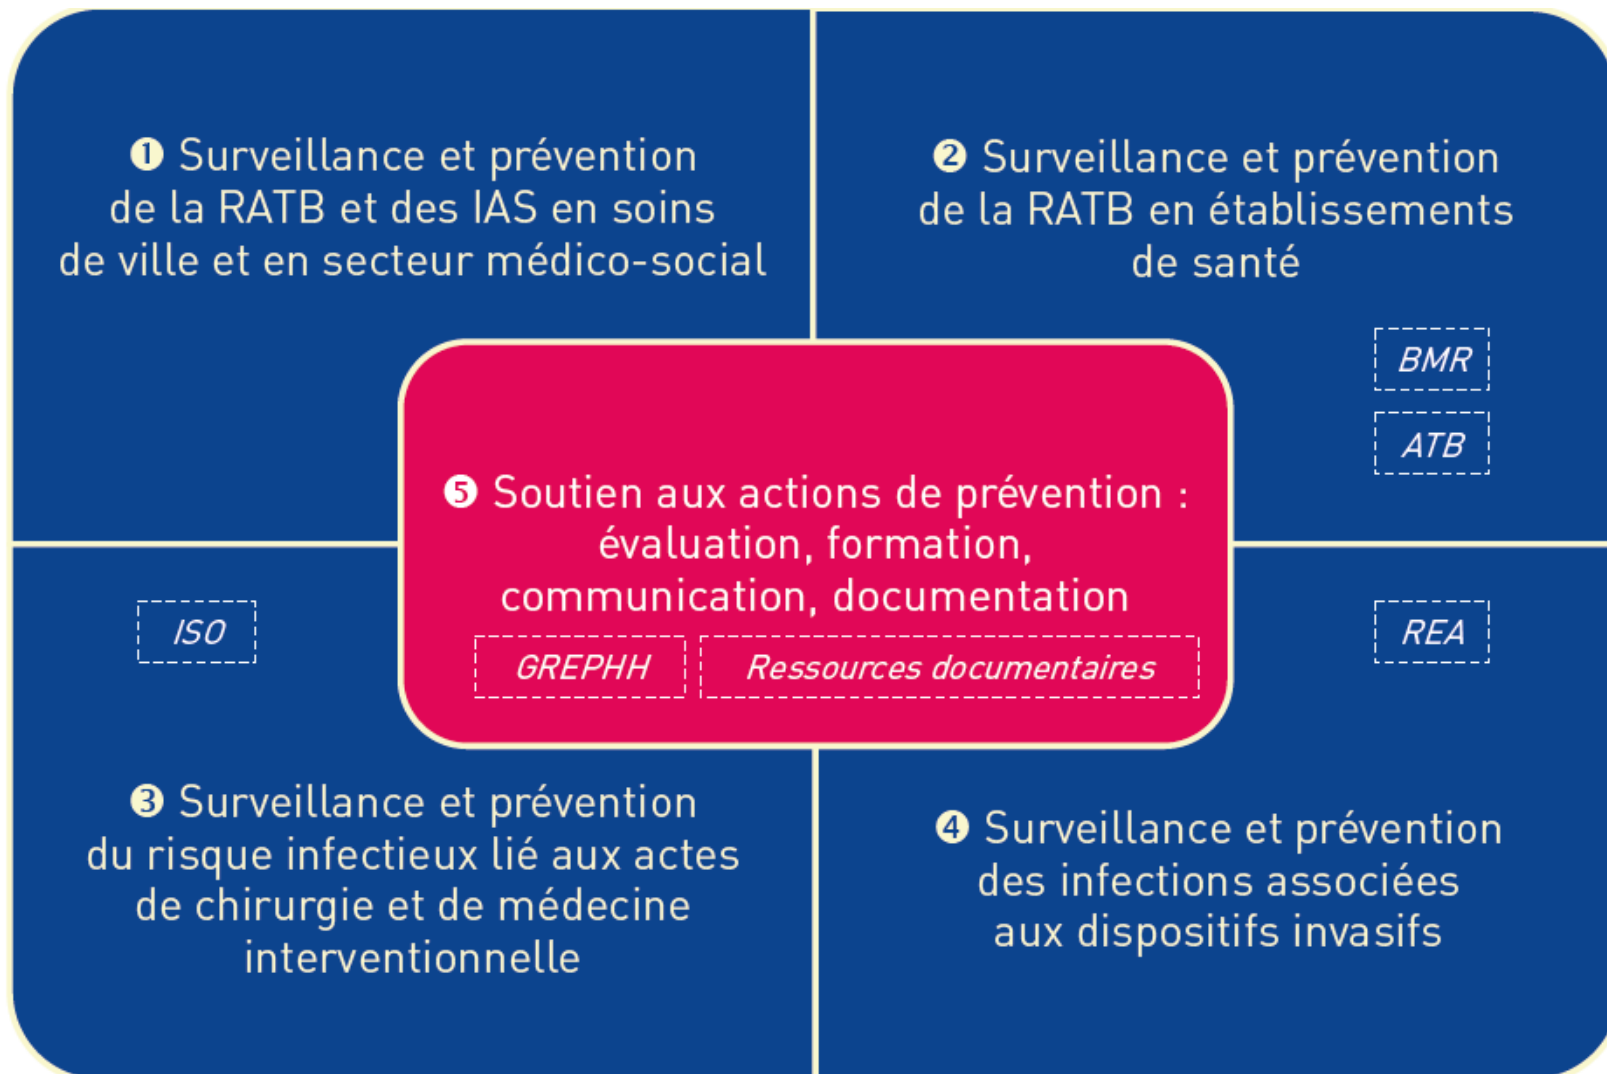 ❶ Surveillance et prévention
de la RATB et des IAS en soins
de ville et en secteur médico-social
❷ Surveillance et prévention
de la RATB en établissements
de santé
BMR
ATB
❺ Soutien aux actions de prévention :
évaluation, formation,
communication, documentation
GREPHH
Ressources documentaires
ISO
❸ Surveillance et prévention
du risque infectieux lié aux actes
de chirurgie et de médecine
interventionnelle
REA
❹ Surveillance et prévention
des infections associées
aux dispositifs invasifs